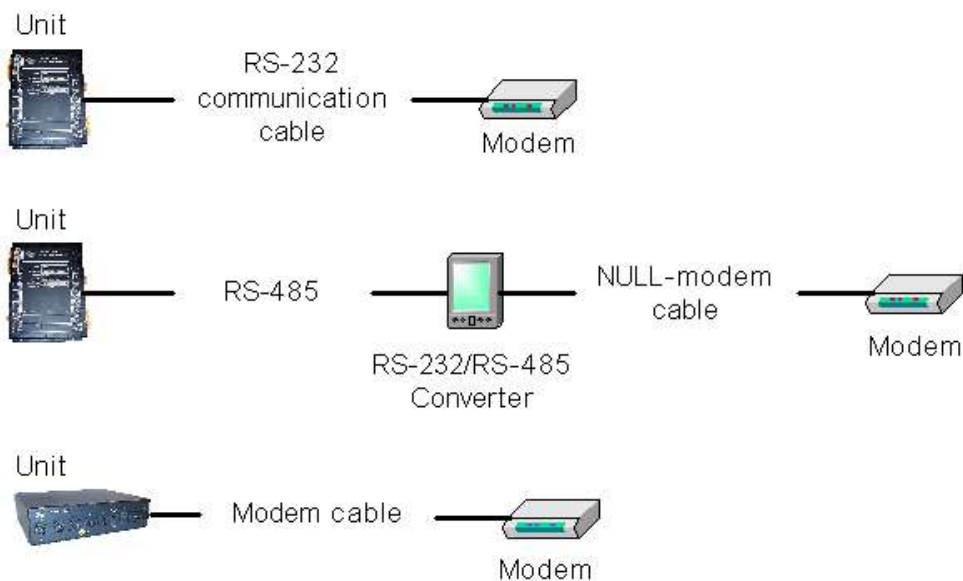 Unit
RS-232
communication
cable
Modem
Unit
RS-485
NULL-modem
cable
Modem
RS-232/RS-485
Converter
Unit
Modem cable
Modem